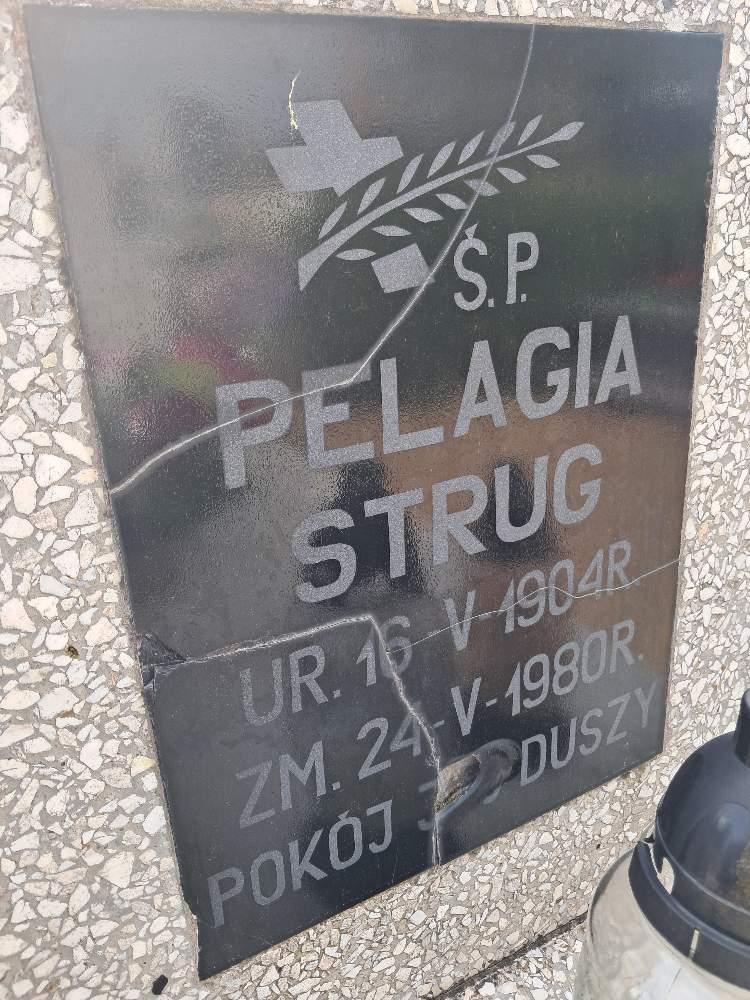 Ś.P.
PELAGIA
STRUG
UR. 16 V-1904R
ZM. 24-V-1980R.
POKÓJ DUSZY